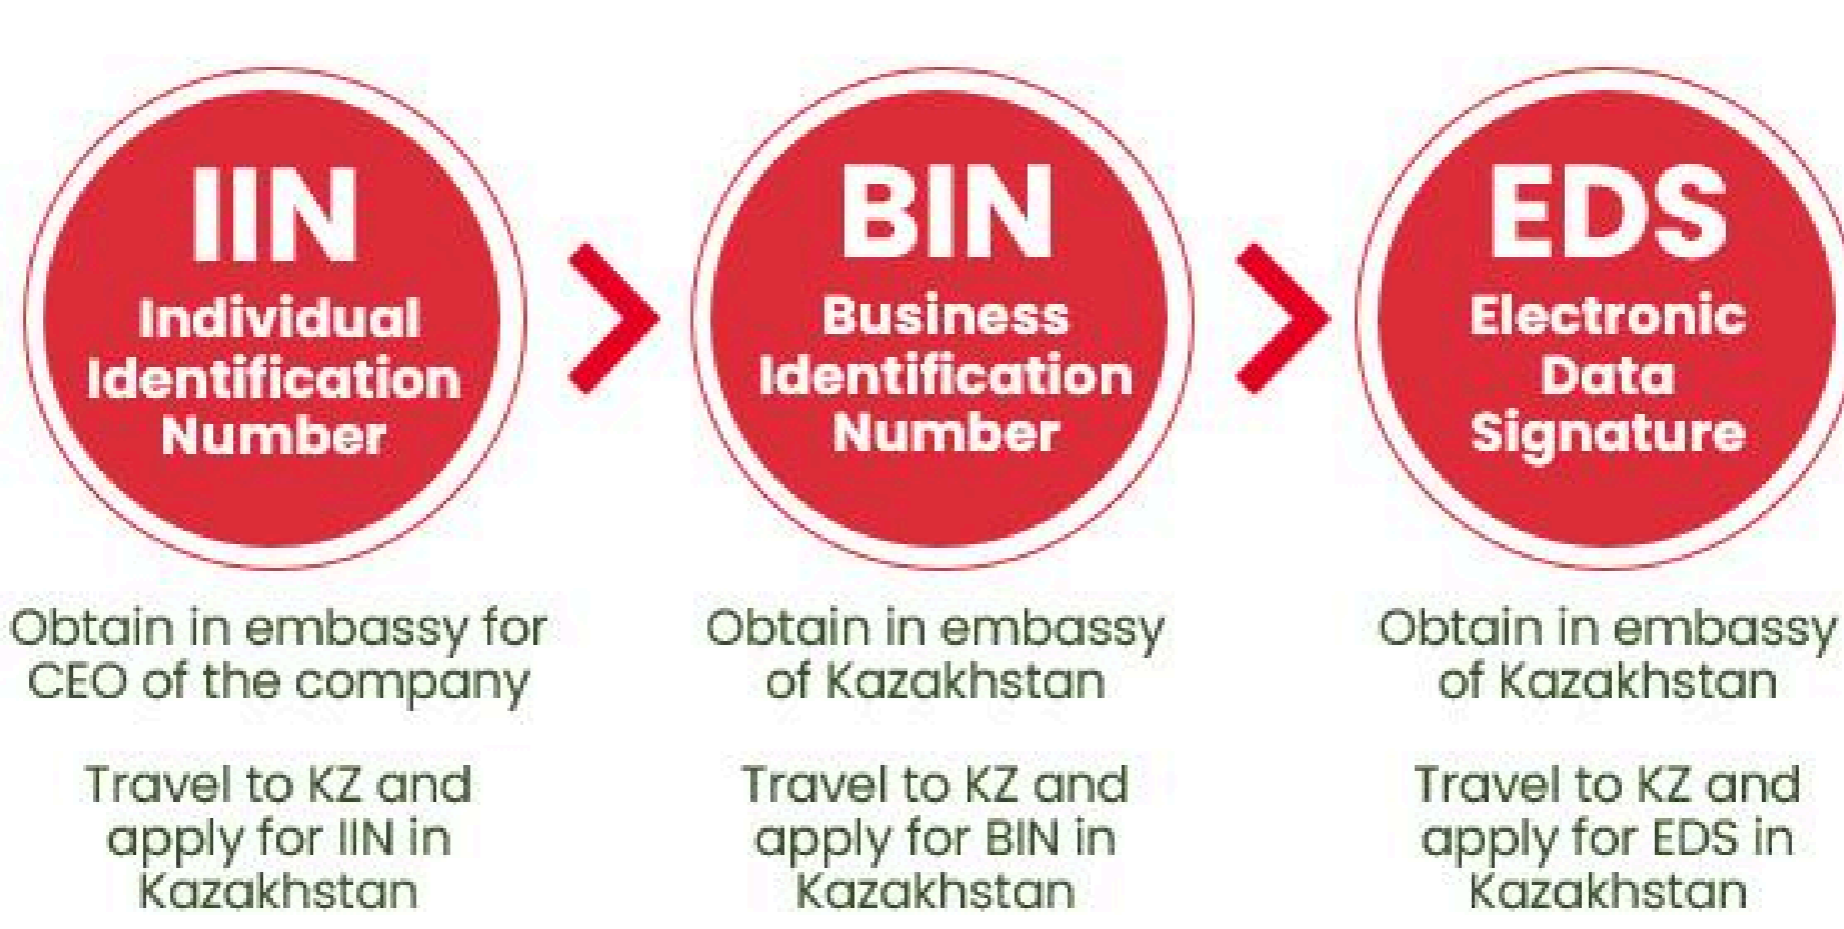 IIN
Individual
Identification
Number
Obtain in embassy for
CEO of the company
Travel to KZ and
apply for IIN in
Kazakhstan
BIN
Business
Identification
Number
Obtain in embassy
of Kazakhstan
Travel to KZ and
apply for BIN in
Kazakhstan
EDS
Electronic
Data
Signature
Obtain in embassy
of Kazakhstan
Travel to KZ and
apply for EDS in
Kazakhstan